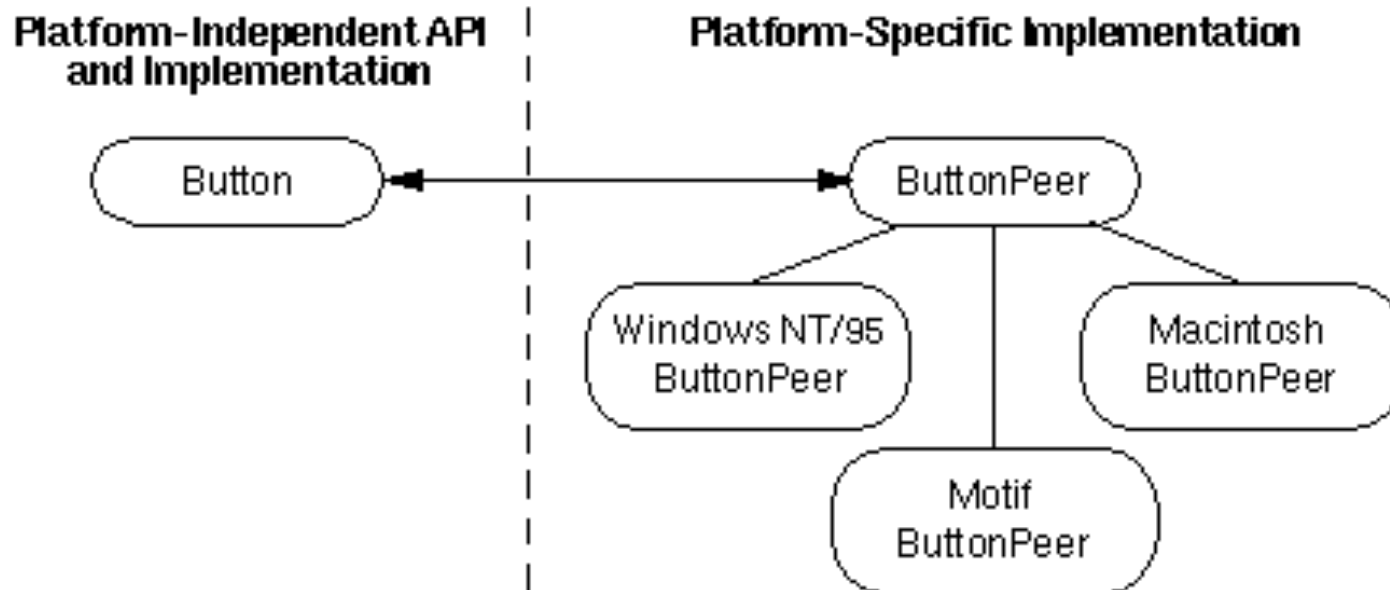 Platform-Independent API
and Implementation
Platform-Specific Implementation
Button
ButtonPeer
Windows NT/95
ButtonPeer
Macintosh
ButtonPeer
Motif
ButtonPeer